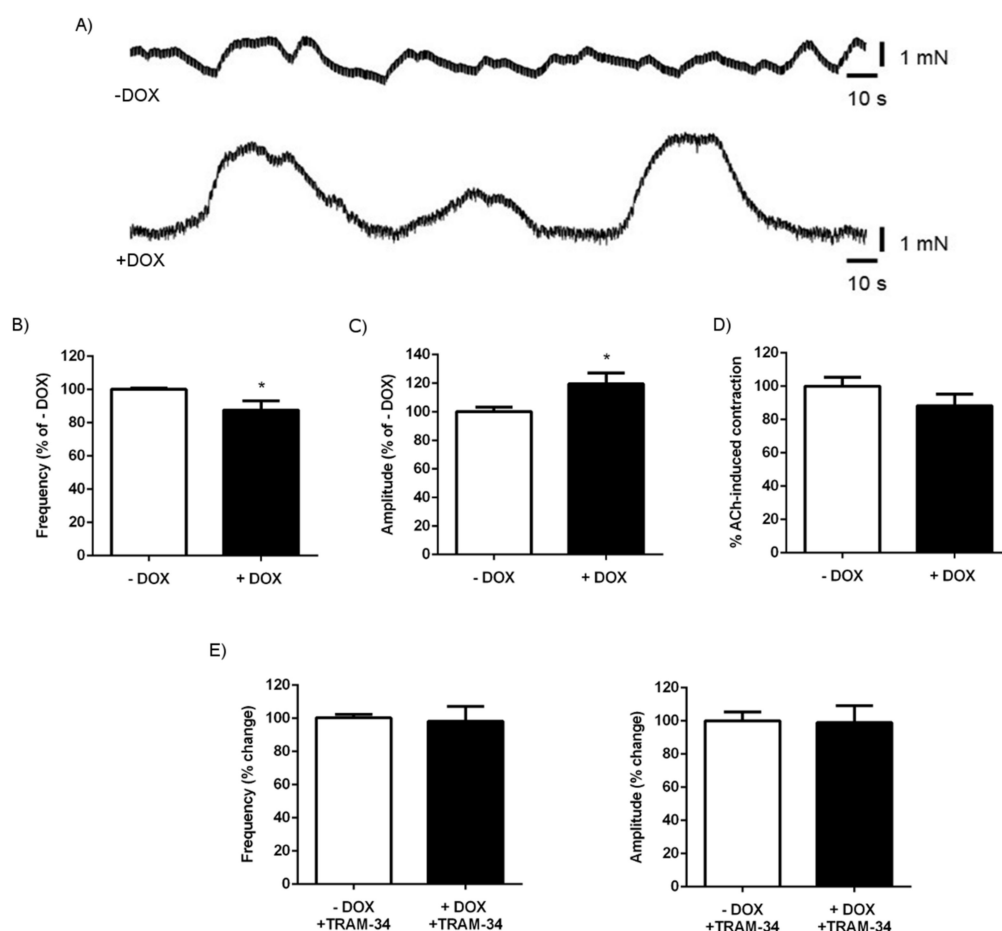 A)
1 mN
10 s
-DOX
1 mN
10 s
+DOX
B)
Frequency (% of - DOX)
120
100
80
60
40
20
0
*
- DOX
+ DOX
C)
Amplitude (% of - DOX)
140
120
100
80
60
40
20
0
*
- DOX
+ DOX
D)
% ACh-induced contraction
120
100
80
60
40
20
0
- DOX
+ DOX
E)
Frequency (% change)
120
100
80
60
40
20
0
- DOX
+TRAM-34
+ DOX
+TRAM-34
Amplitude (% change)
120
100
80
60
40
20
0
- DOX
+TRAM-34
+ DOX
+TRAM-34